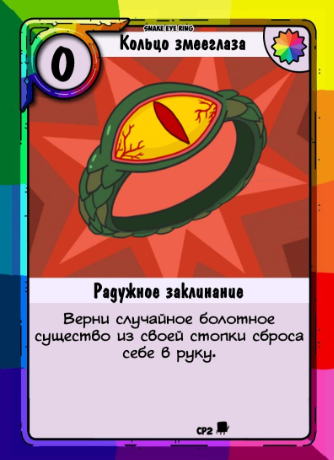 SNAKE EYE RING
0
Кольцо змееглаза
Радужное заклинание
Верни случайное болотное
существо из своей стопки сброса
себе в руку.
CP2